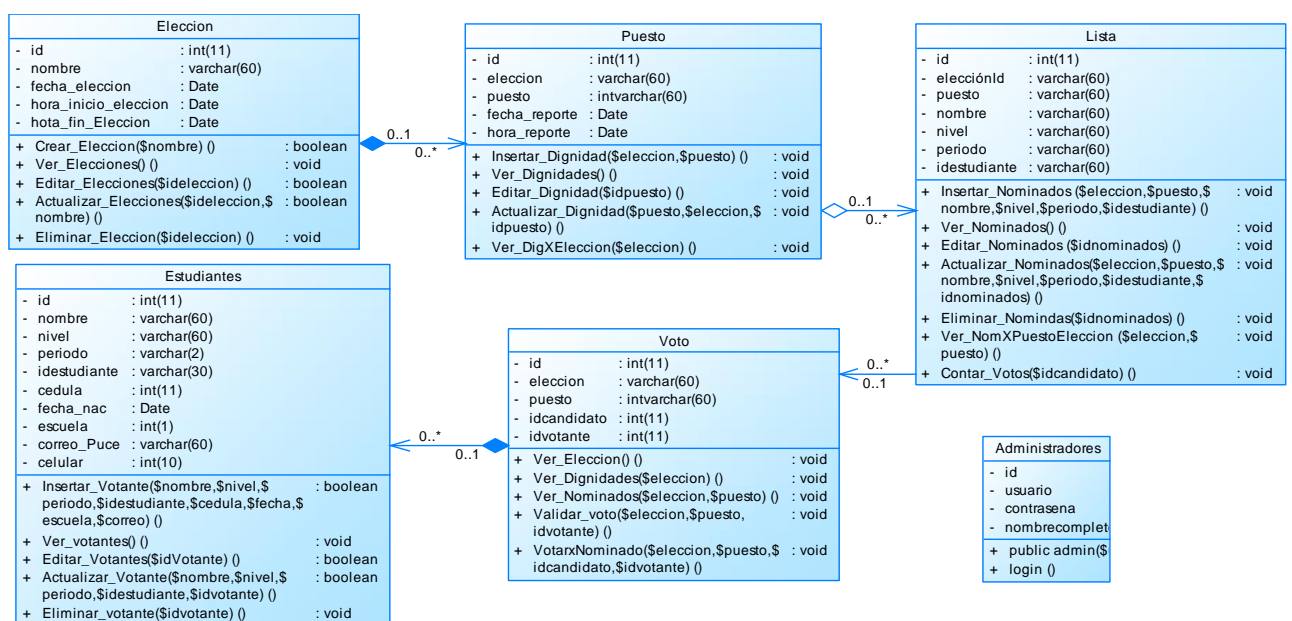 Eleccion
- id : int(11)
- nombre : varchar(60)
- fecha_eleccion : Date
- hora_inicio_eleccion : Date
- hota_fin_Eleccion : Date
+ Crear_Eleccion($nombre) () : boolean
+ Ver_Elecciones() () : void
+ Editar_Elecciones($ideleccion) () : boolean
+ Actualizar_Elecciones($ideleccion,$ : boolean
nombre) ()
+ Eliminar_Eleccion($ideleccion) () : void
0..1
0..*
Puesto
- id : int(11)
- eleccion : varchar(60)
- puesto : intvarchar(60)
- fecha_reporte : Date
- hora_reporte : Date
+ Insertar_Dignidad($eleccion,$puesto) () : void
+ Ver_Dignidades() () : void
+ Editar_Dignidad($idpuesto) () : void
+ Actualizar_Dignidad($puesto,$eleccion,$ : void
idpuesto) ()
+ Ver_DigXEleccion($eleccion) () : void
0..1
0..*
Lista
- id : int(11)
- elecciónId : varchar(60)
- puesto : varchar(60)
- nombre : varchar(60)
- nivel : varchar(60)
- periodo : varchar(60)
- idestudiante : varchar(60)
+ Insertar_Nominados ($eleccion,$puesto,$ : void
nombre,$nivel,$periodo,$idestudiante) ()
+ Ver_Nominados() () : void
+ Editar_Nominados ($idnominados) () : void
+ Actualizar_Nominados($eleccion,$puesto,$ : void
nombre,$nivel,$periodo,$idestudiante,$
idnominados) ()
+ Eliminar_Nomindas($idnominados) () : void
+ Ver_NomXPuestoEleccion ($eleccion,$ : void
puesto) ()
+ Contar_Votos($idcandidato) () : void
Estudiantes
- id : int(11)
- nombre : varchar(60)
- nivel : varchar(60)
- periodo : varchar(2)
- idestudiante : varchar(30)
- cedula : int(11)
- fecha_nac : Date
- escuela : int(1)
- correo_Puce : varchar(60)
- celular : int(10)
+ Insertar_Votante($nombre,$nivel,$ : boolean
periodo,$idestudiante,$cedula,$fecha,$
escuela,$correo) ()
+ Ver_votantes() () : void
+ Editar_Votantes($idVotante) () : boolean
+ Actualizar_Votante($nombre,$nivel,$ : boolean
periodo,$idestudiante,$idvotante) ()
+ Eliminar_votante($idvotante) () : void
0..*
0..1
Voto
- id : int(11)
- eleccion : varchar(60)
- puesto : intvarchar(60)
- idcandidato : int(11)
- idvotante : int(11)
+ Ver_Eleccion() () : void
+ Ver_Dignidades($eleccion) () : void
+ Ver_Nominados($eleccion,$puesto) () : void
+ Validar_voto($eleccion,$puesto, : void
idvotante) ()
+ VotarxNominado($eleccion,$puesto,$ : void
idcandidato,$idvotante) ()
0..*
0..1
Administradores
- id
- usuario
- contrasena
- nombrecomplet
+ public admin($
+ login ()